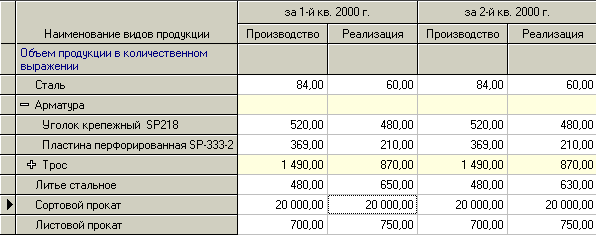 за 1-й кв. 2000 г. за 2-й кв. 2000 г.
Наименование видов продукции Производство Реализация Производство Реализация
Объем продукции в количественном
выражении
Сталь 84,00 60,00 84,00 60,00
Арматура
Уголок крепежный SP218 520,00 480,00 520,00 480,00
Пластина перфорированная SP-333-2 369,00 210,00 369,00 210,00
Трос 1 490,00 870,00 1 490,00 870,00
Литье стальное 480,00 650,00 480,00 630,00
Сортовой прокат 20 000,00 20 000,00 20 000,00 20 000,00
Листовой прокат 700,00 750,00 700,00 750,00